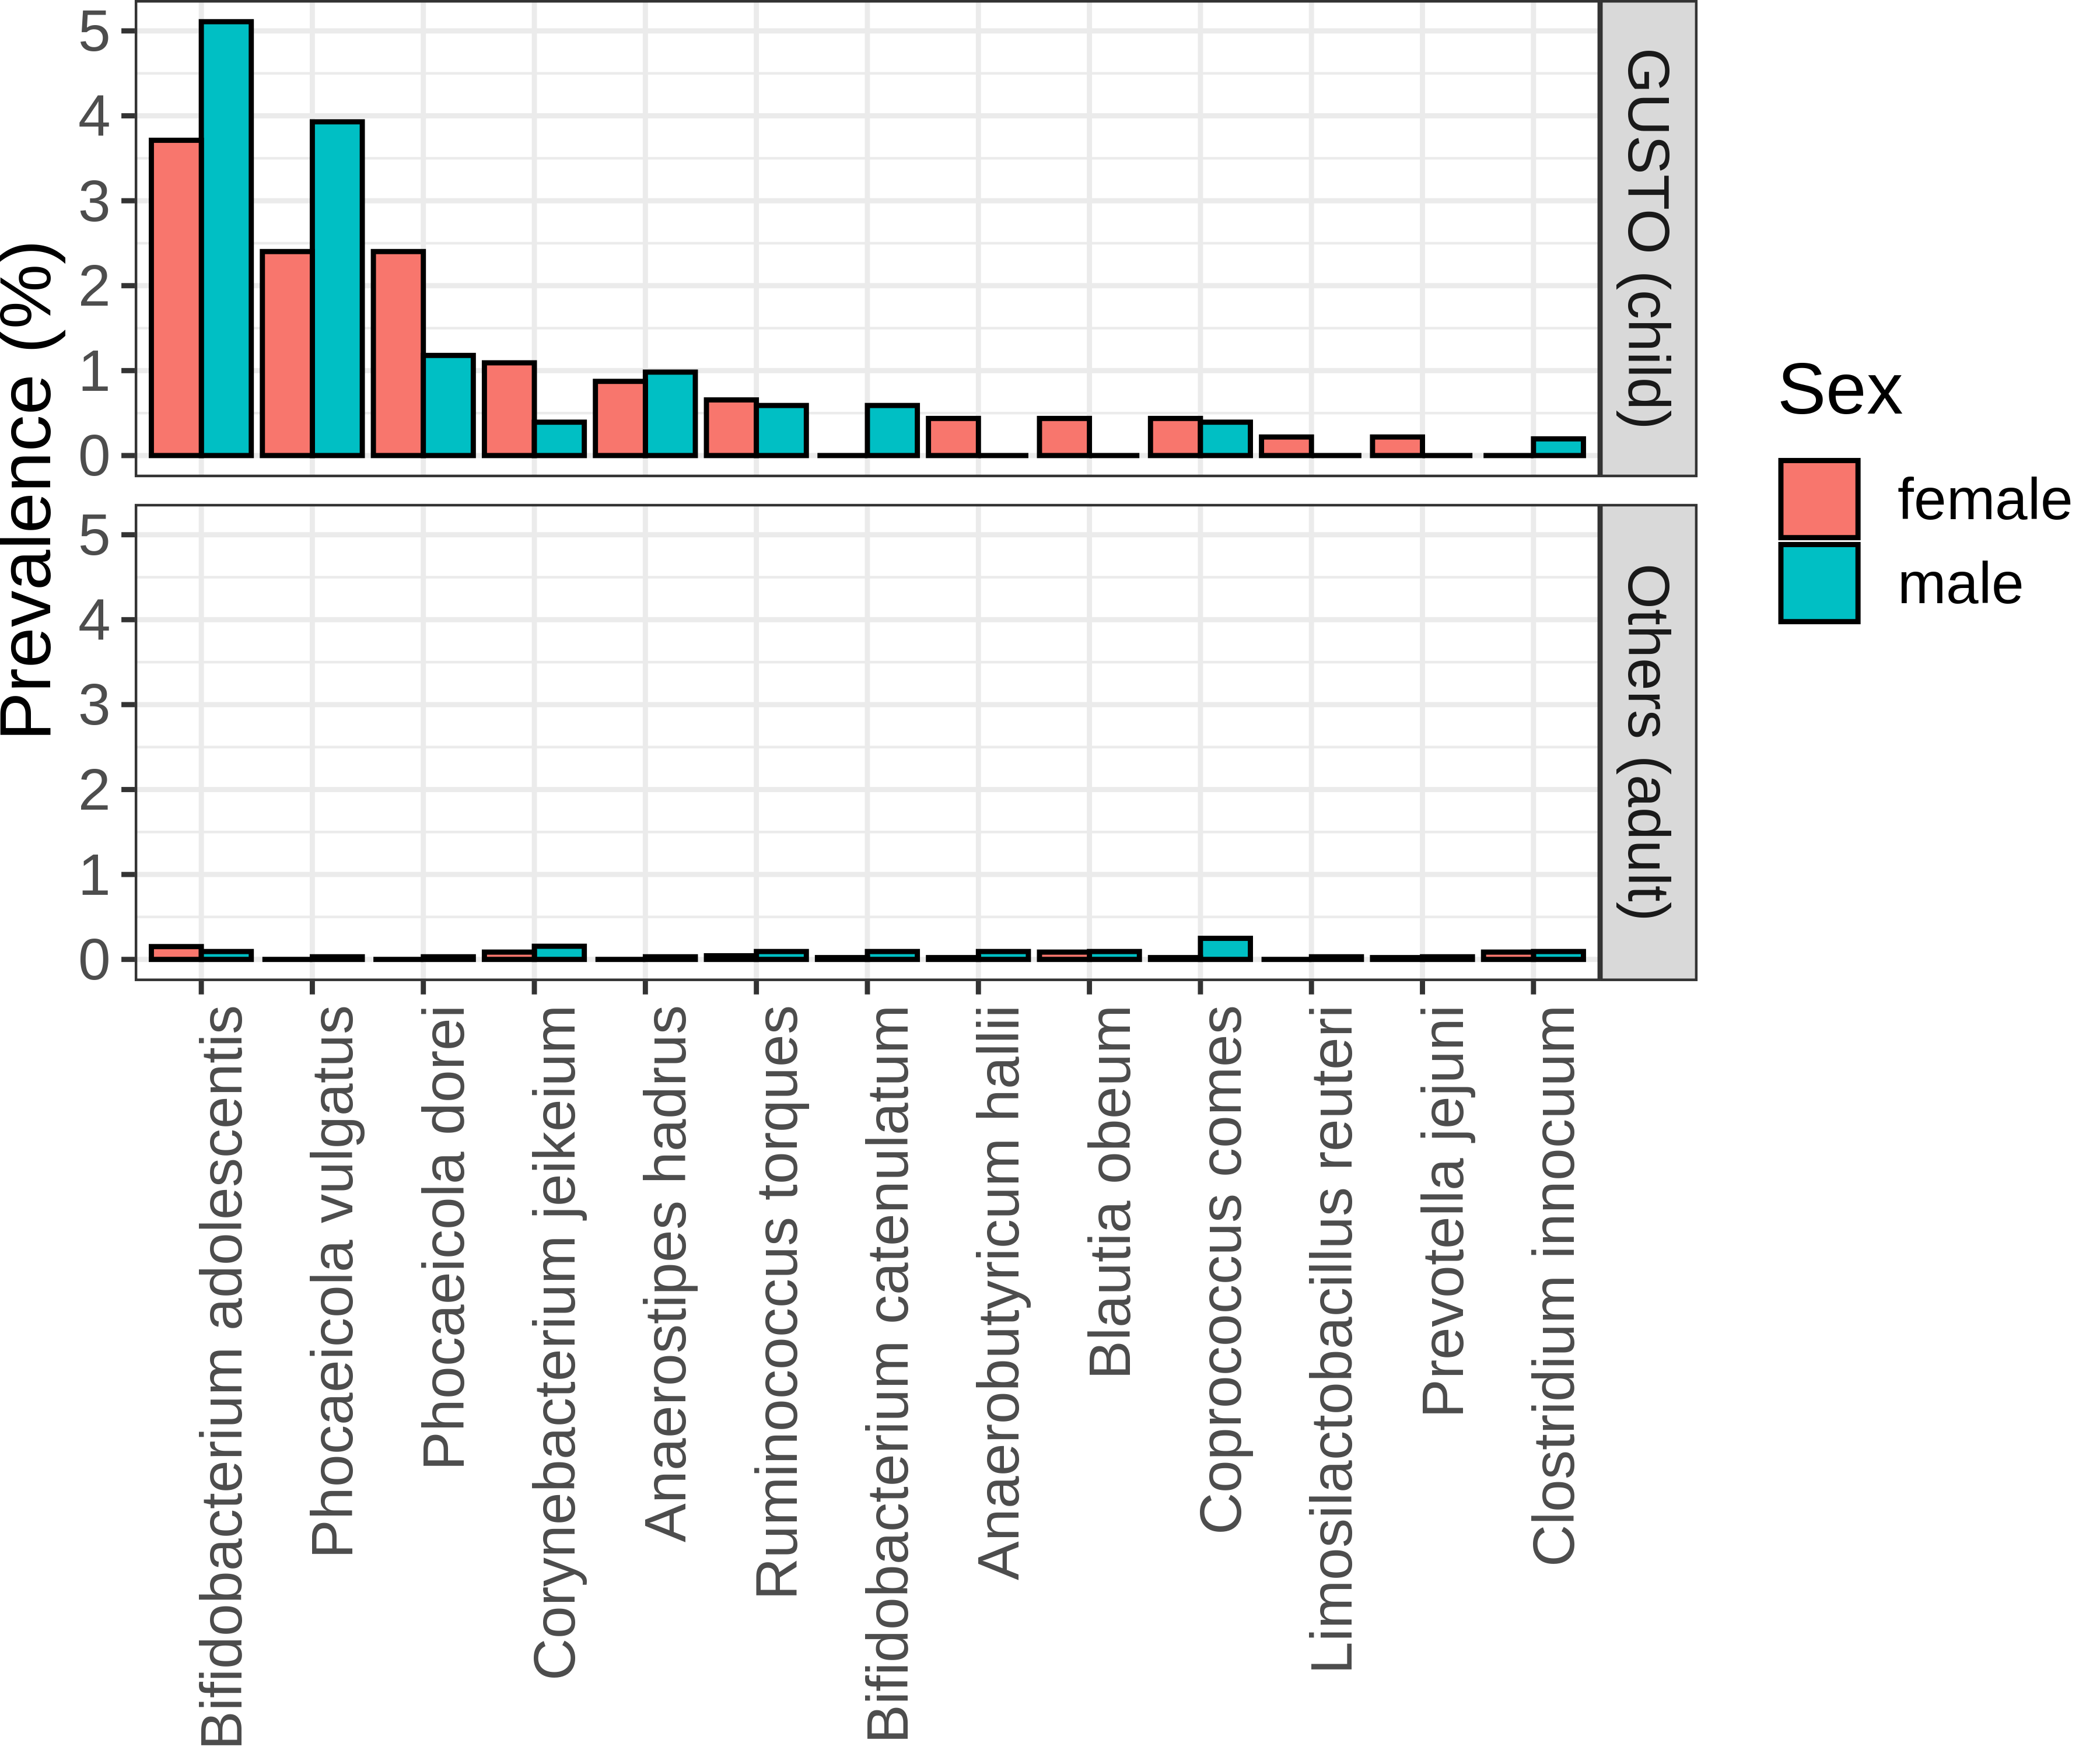 Prevalence (%)
5
4
3
2
1
0
GUSTO (child)
5
4
3
2
1
0
Others (adult)
Bifidobacterium adolescentis
Phocaeicola vulgatus
Phocaeicola dorei
Corynebacterium jeikeium
Anaerostipes hadrus
Ruminococcus torques
Bifidobacterium catenulatum
Anaerobutyricum hallii
Blautia obeum
Coprococcus comes
Limosilactobacillus reuteri
Prevotella jejuni
Clostridium innocuum
Sex
female
male